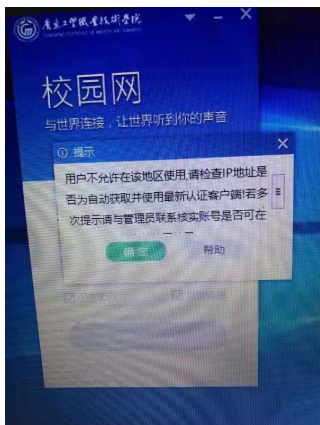 校园网
与世界连接，让世界听到你的声音
提示
用户不允许在该地区使用,请检查IP地址是
否为自动获取并使用最新认证客户端!若多
次提示请与管理员联系核实账号是否可在
确定
帮助